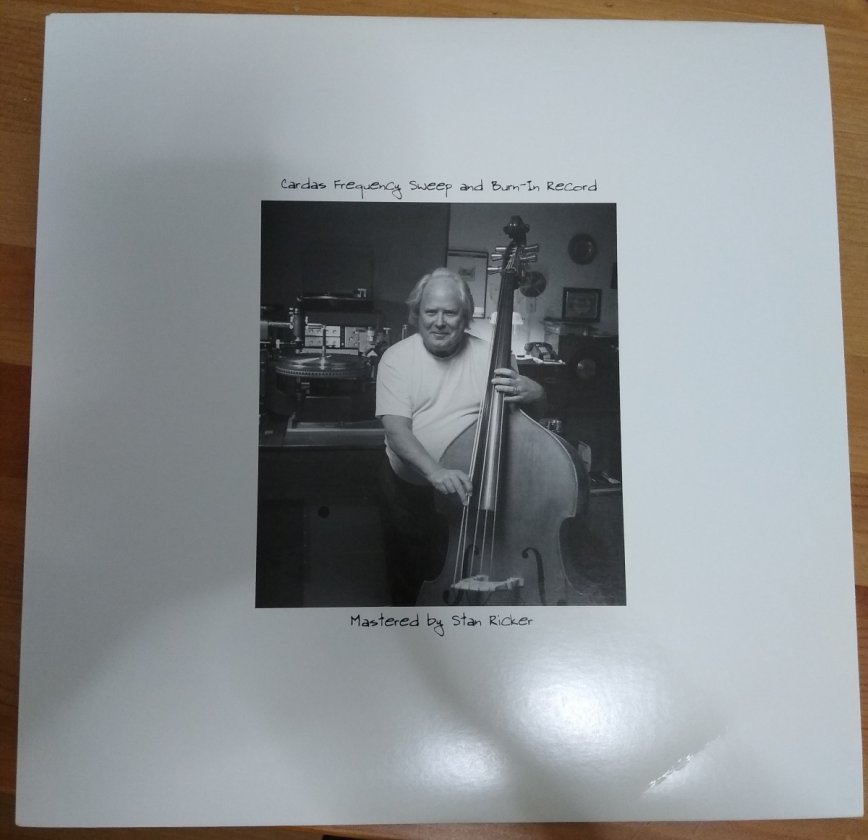 Cardas Frequency Sweep and Burn-In Record
Mastered by Stan Ricker